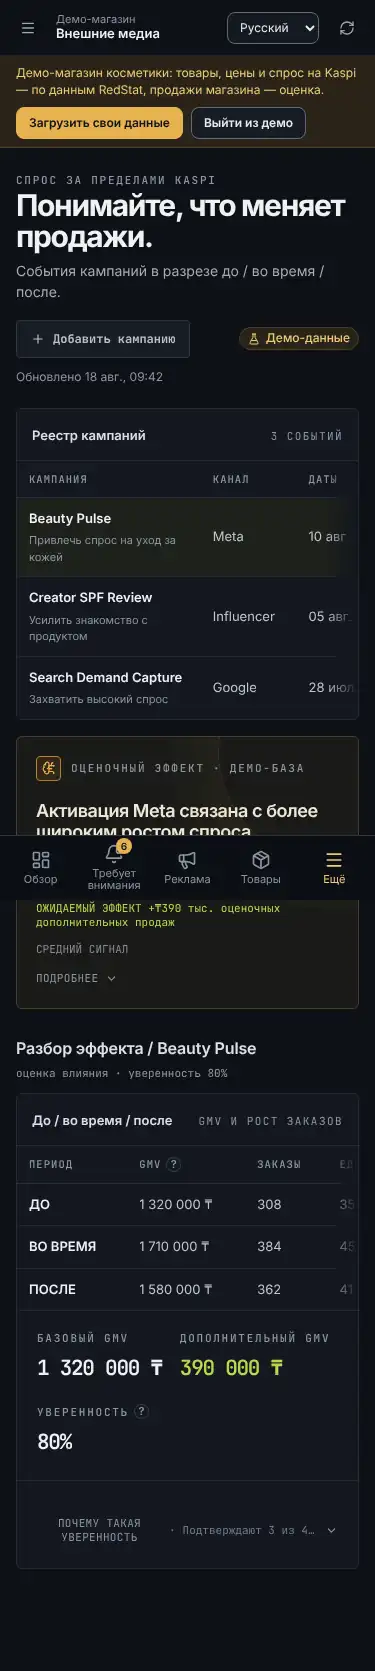 Демо-магазин
Внешние медиа
Русский
Демо-магазин косметики: товары, цены и спрос на Kaspi
— по данным RedStat, продажи магазина — оценка.
Загрузить свои данные
Выйти из демо
СПРОС ЗА ПРЕДЕЛАМИ KASPI
Понимайте, что меняет
продажи.
События кампаний в разрезе до / во время /
после.
+ Добавить кампанию
Демо-данные
Обновлено 18 авг., 09:42
Реестр кампаний
3 СОБЫТИЙ
КАМПАНИЯ КАНАЛ ДАТЫ
Beauty Pulse
Привлечь спрос на уход за
кожей
Meta
10 авг
Creator SPF Review
Усилить знакомство с
продуктом
Influencer
05 авг.
Search Demand Capture
Захватить высокий спрос
Google
28 июл.
ОЦЕНОЧНЫЙ ЭФФЕКТ · ДЕМО-БАЗА
Активация Meta связана с более
широким ростом спроса
6
Обзор
Требует
внимания
Реклама
Товары
Ещё
ОЖИДАЕМЫЙ ЭФФЕКТ +₸390 тыс. оценочных
дополнительных продаж
СРЕДНИЙ СИГНАЛ
ПОДРОБНЕЕ
Разбор эффекта / Beauty Pulse
оценка влияния · уверенность 80%
До / во время / после
GMV И РОСТ ЗАКАЗОВ
ПЕРИОД GMV ? ЗАКАЗЫ ЕД
ДО 1 320 000 ₸ 308 35
ВО ВРЕМЯ 1 710 000 ₸ 384 45
ПОСЛЕ 1 580 000 ₸ 362 41
БАЗОВЫЙ GMV
1 320 000 ₸
ДОПОЛНИТЕЛЬНЫЙ GMV
390 000 ₸
УВЕРЕННОСТЬ ?
80%
ПОЧЕМУ ТАКАЯ
УВЕРЕННОСТЬ
· Подтверждают 3 из 4…